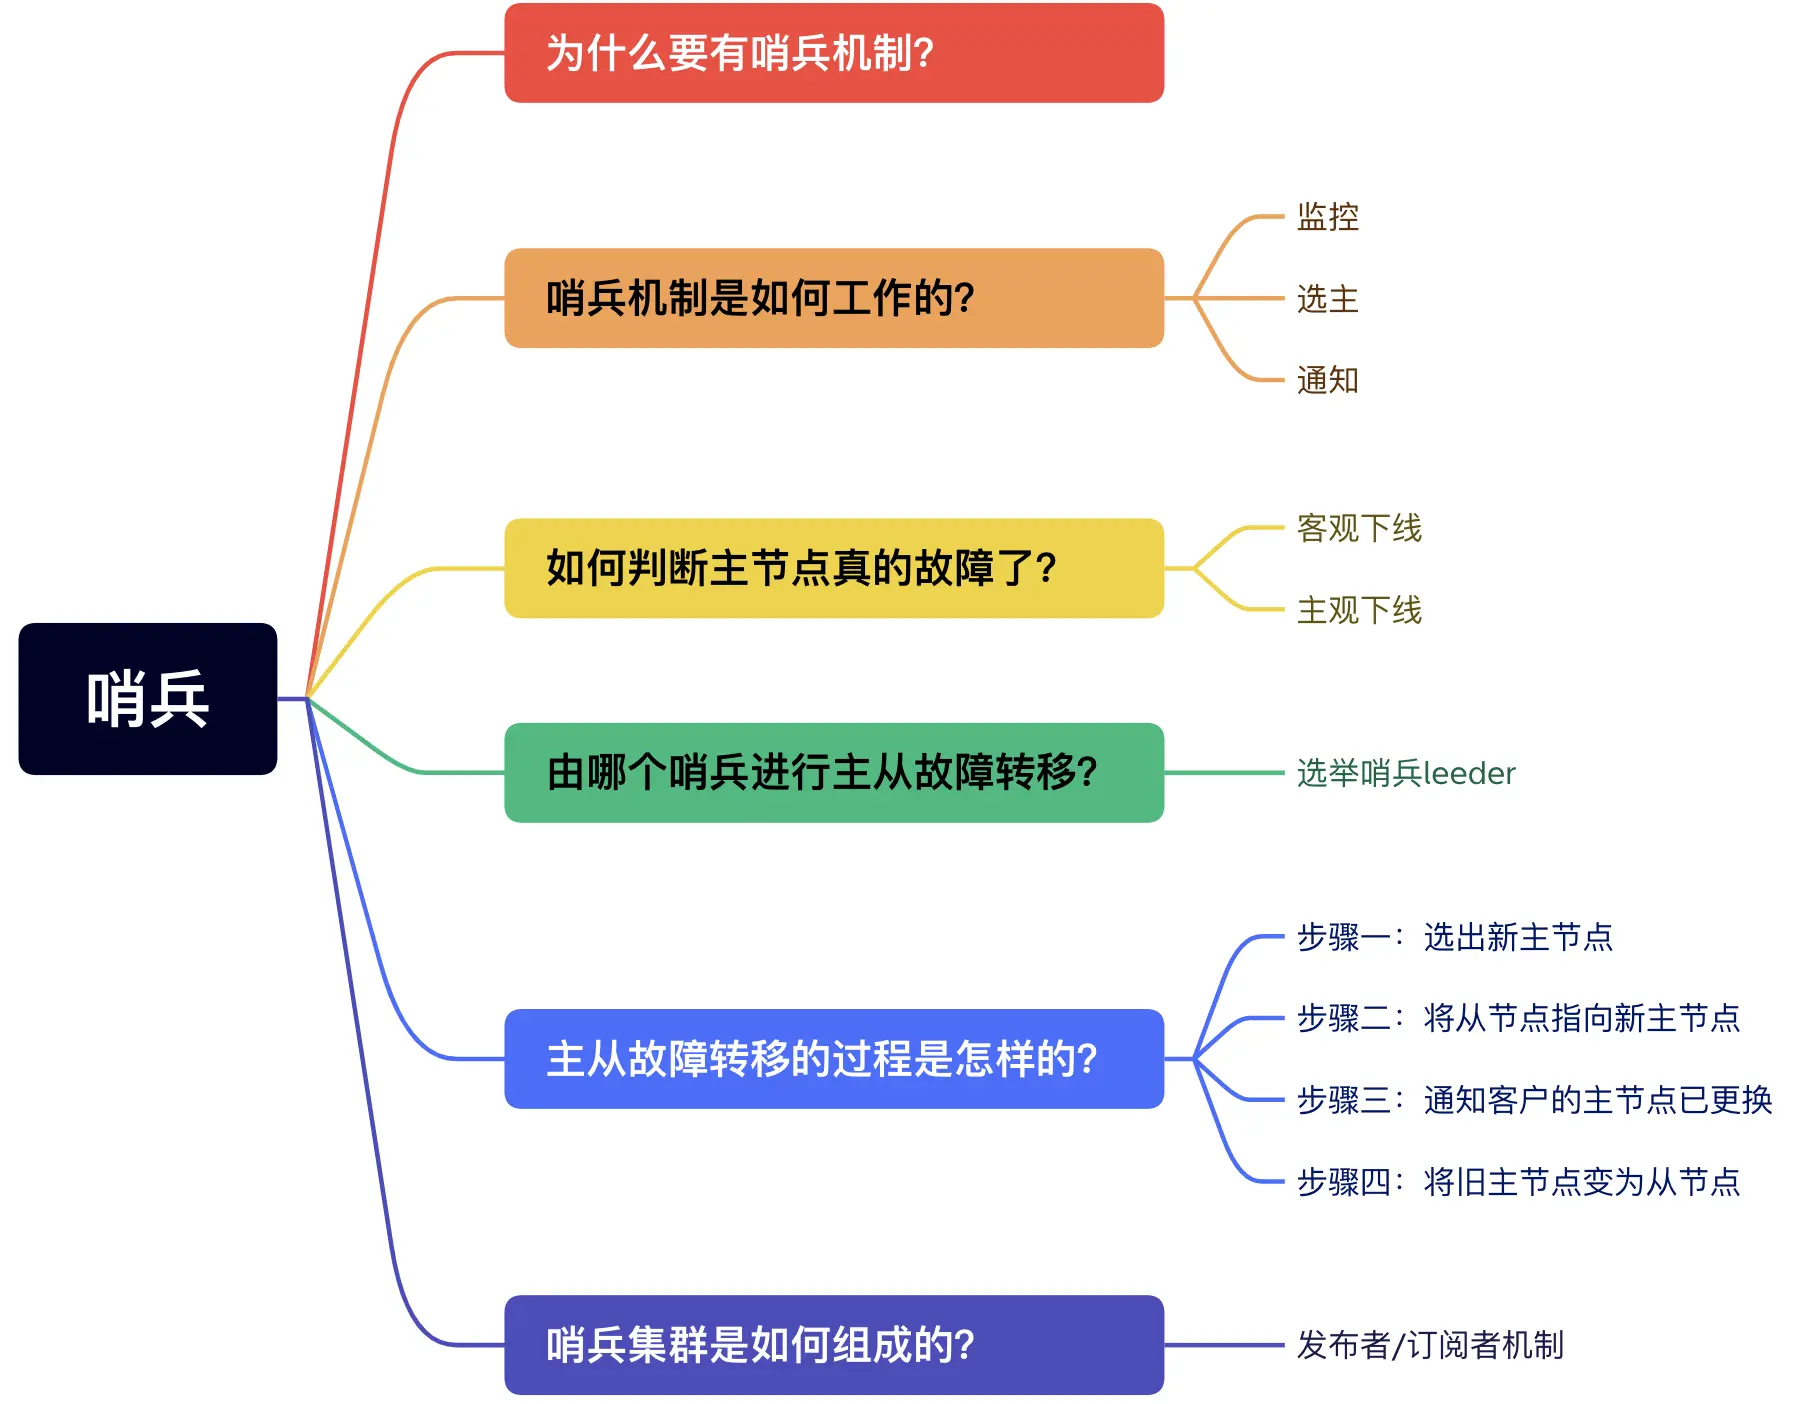 哨兵
为什么要有哨兵机制?
哨兵机制是如何工作的?
监控
选主
通知
如何判断主节点真的故障了?
客观下线
主观下线
由哪个哨兵进行主从故障转移?
选举哨兵leeder
主从故障转移的过程是怎样的?
步骤一：选出新主节点
步骤二：将从节点指向新主节点
步骤三：通知客户的主节点已更换
步骤四：将旧主节点变为从节点
哨兵集群是如何组成的?
发布者/订阅者机制